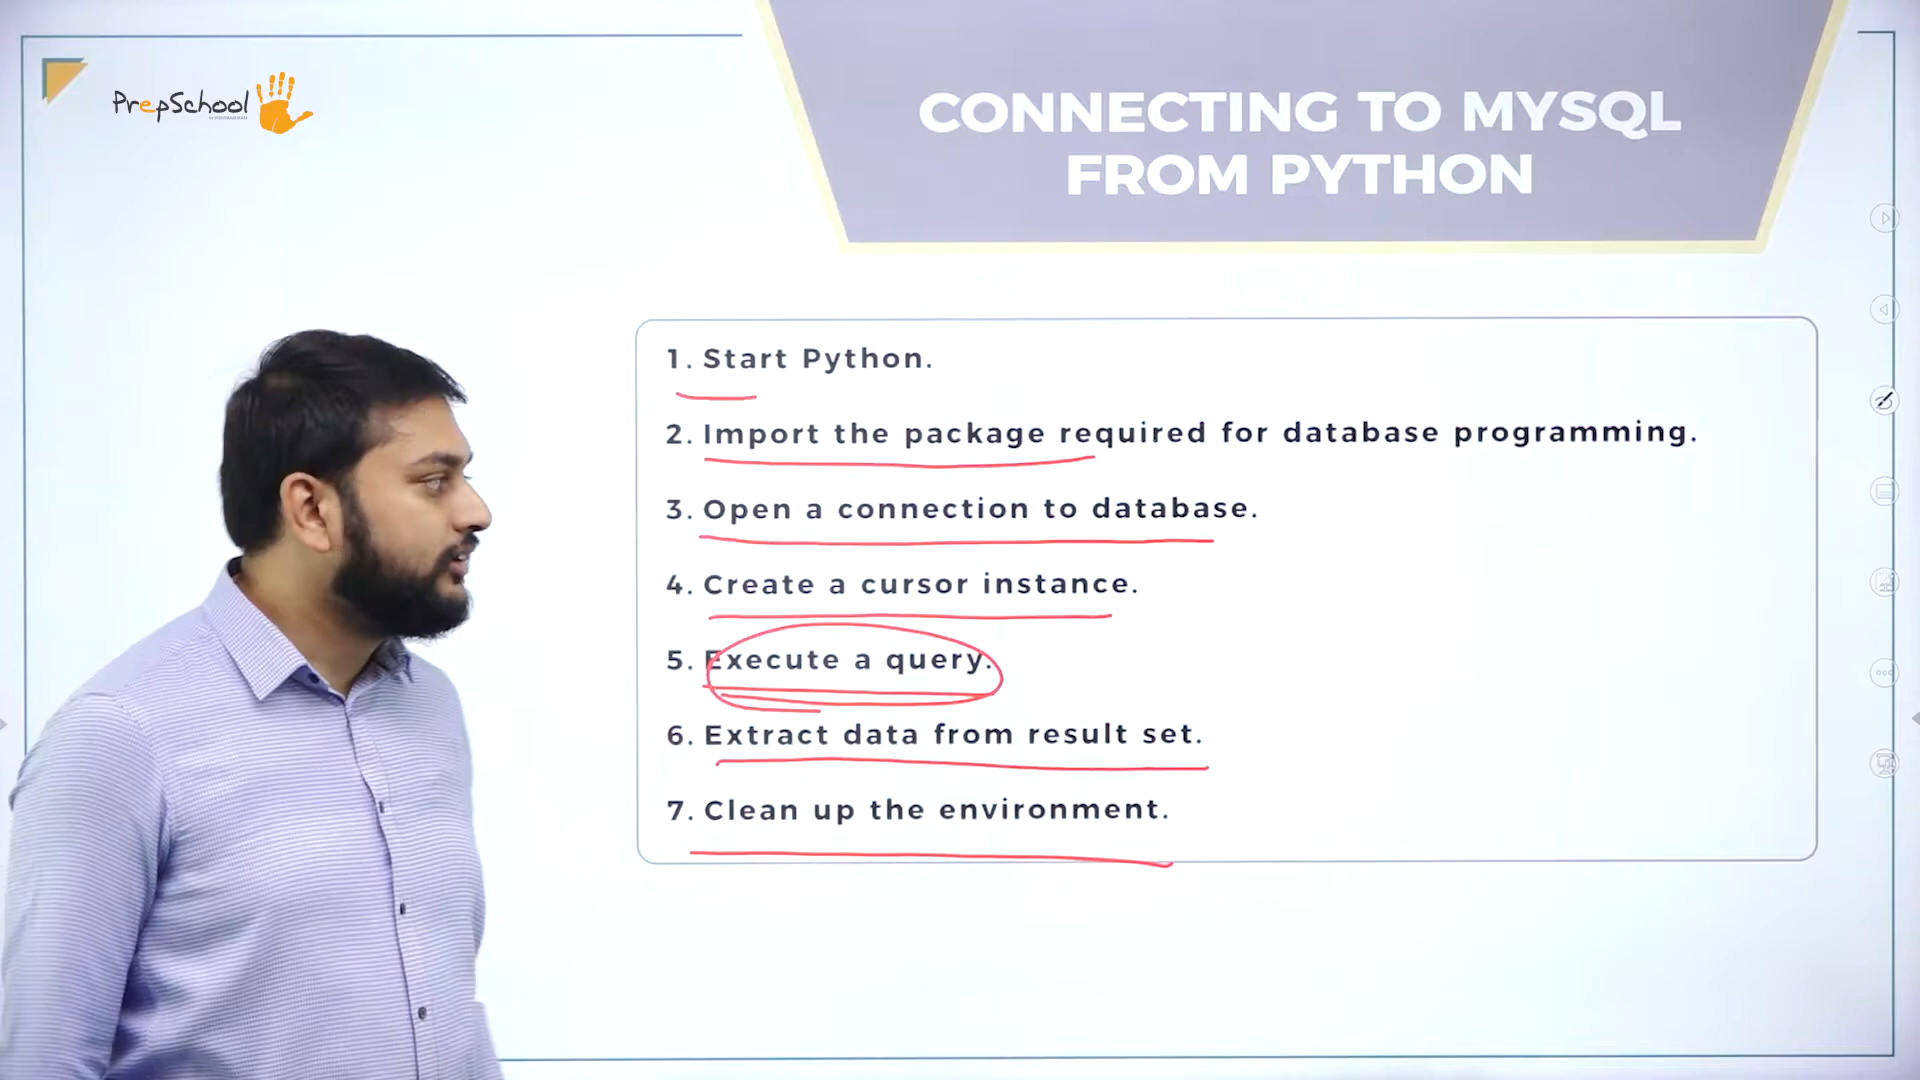 PrepSchool
CONNECTING TO MYSQL
FROM PYTHON
1. Start Python.
2. Import the package required for database programming.
3. Open a connection to database.
4. Create a cursor instance.
5. Execute a query.
6. Extract data from result set.
7. Clean up the environment.